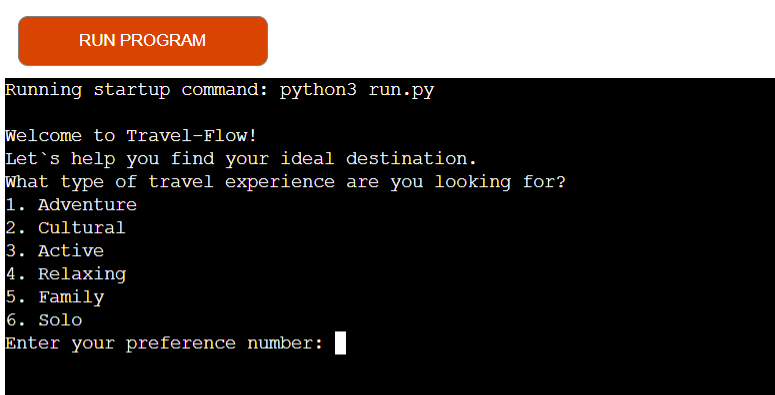 RUN PROGRAM
Running startup command: python3 run.py
Welcome to Travel-Flow!
Let`s help you find your ideal destination.
What type of travel experience are you looking for?
1. Adventure
2. Cultural
3. Active
4. Relaxing
5. Family
6. Solo
Enter your preference number: